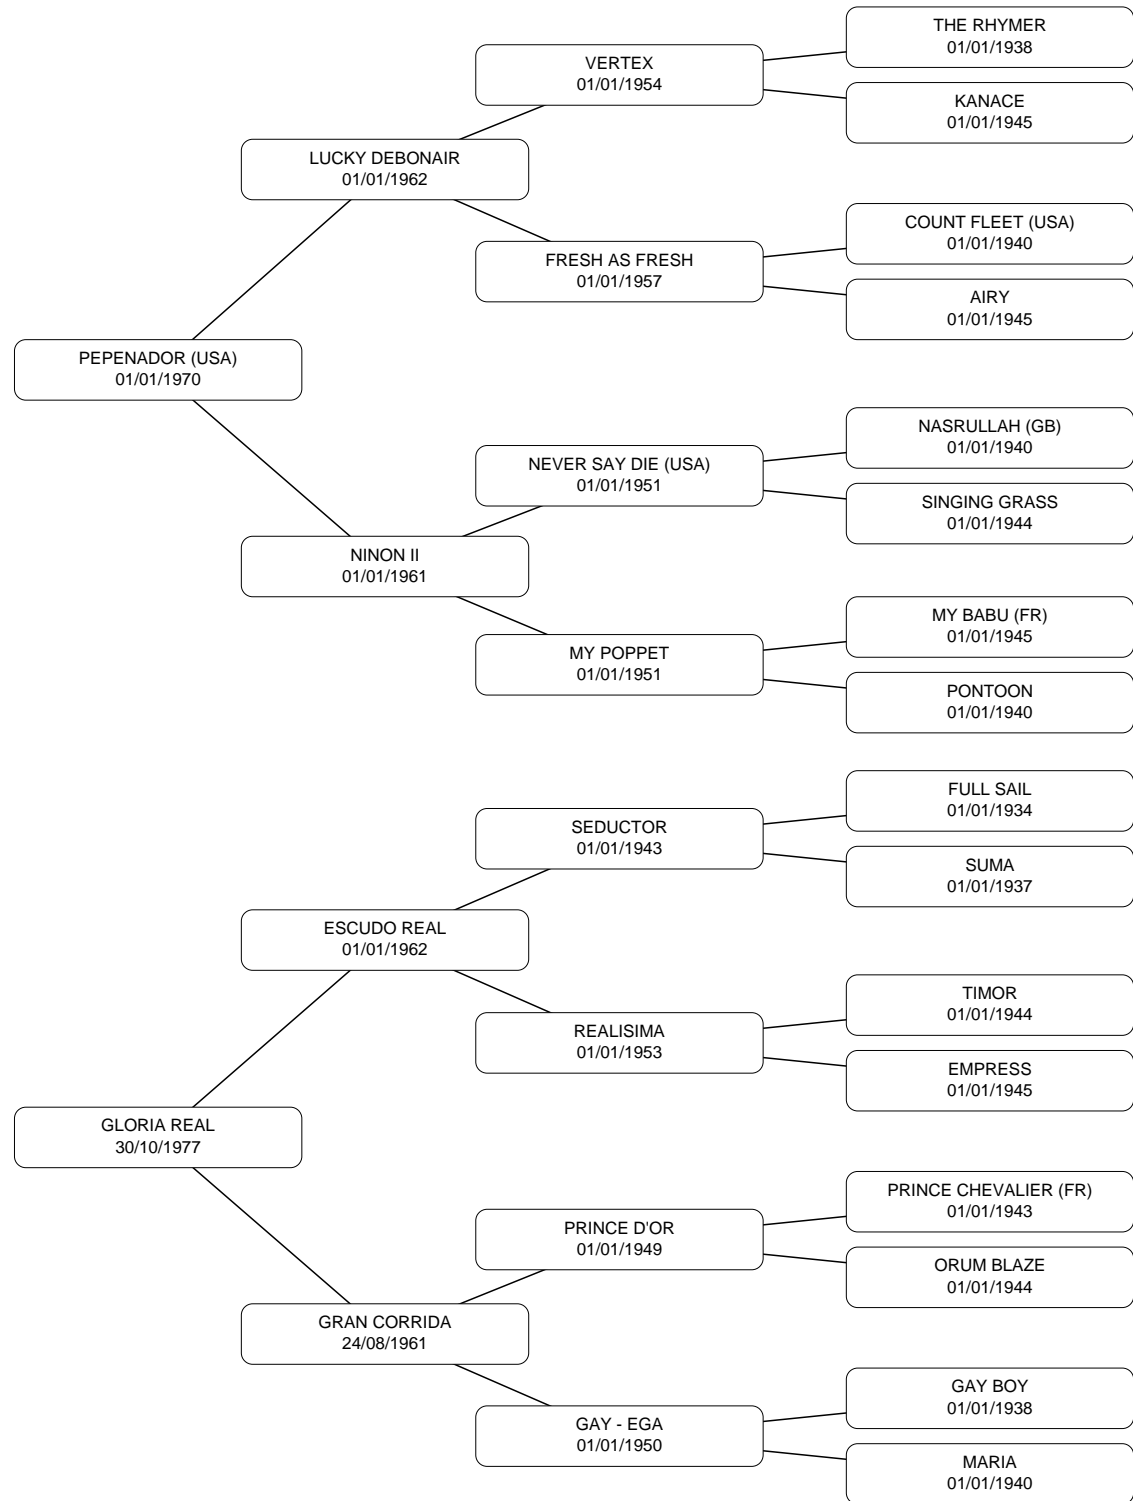 THE RHYMER
01/01/1938
VERTEX
01/01/1954
KANACE
01/01/1945
LUCKY DEBONAIR
01/01/1962
COUNT FLEET (USA)
01/01/1940
FRESH AS FRESH
01/01/1957
AIRY
01/01/1945
PEPENADOR (USA)
01/01/1970
NASRULLAH (GB)
01/01/1940
NEVER SAY DIE (USA)
01/01/1951
SINGING GRASS
01/01/1944
NINON II
01/01/1961
MY BABU (FR)
01/01/1945
MY POPPET
01/01/1951
PONTOON
01/01/1940
FULL SAIL
01/01/1934
SEDUCTOR
01/01/1943
SUMA
01/01/1937
ESCUDO REAL
01/01/1962
TIMOR
01/01/1944
REALISIMA
01/01/1953
EMPRESS
01/01/1945
GLORIA REAL
30/10/1977
PRINCE CHEVALIER (FR)
01/01/1943
PRINCE D'OR
01/01/1949
ORUM BLAZE
01/01/1944
GRAN CORRIDA
24/08/1961
GAY BOY
01/01/1938
GAY - EGA
01/01/1950
MARIA
01/01/1940